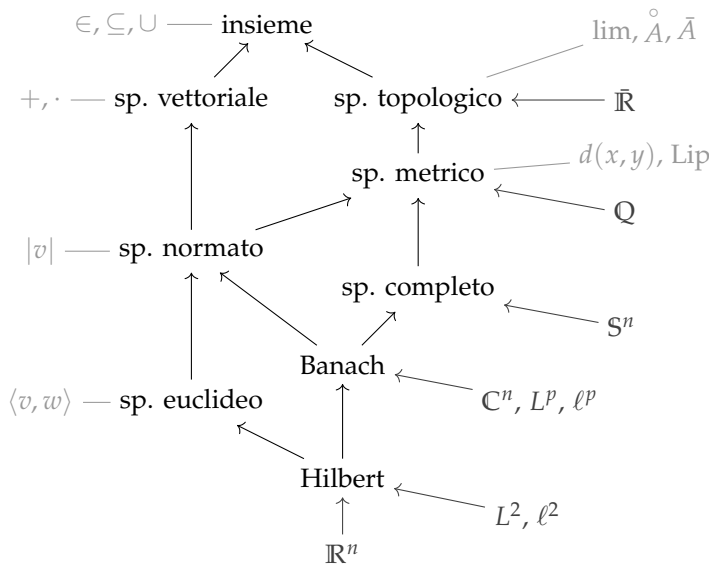 ∈, ⊆, ∪ insieme lim, Å, Ā
+, · sp. vettoriale sp. topologico ℝ̄
sp. metrico d(x, y), Lip
ℚ
|v| sp. normato
sp. completo
𝕊ⁿ
Banach
⟨v, w⟩ sp. euclideo ℂⁿ, Lᵖ, ℓᵖ
Hilbert
L², ℓ²
ℝⁿ